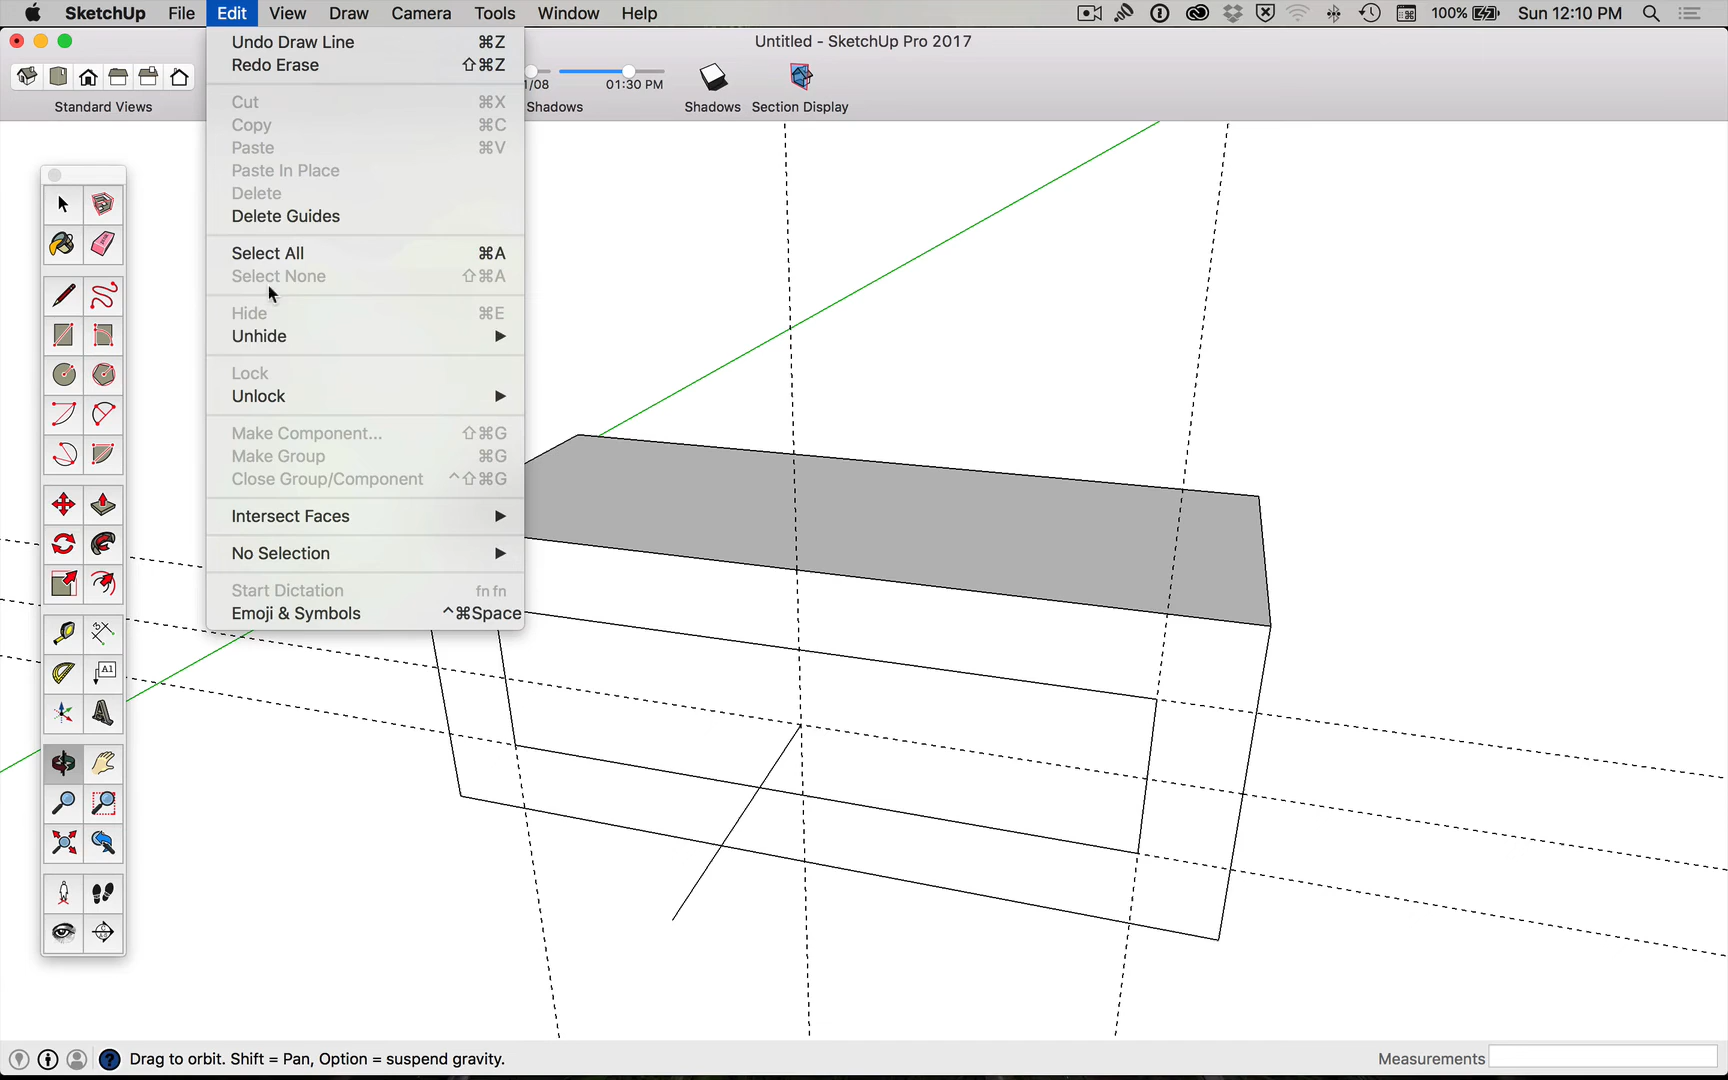 SketchUp File Edit View Draw Camera Tools Window Help 100% Sun 12:10 PM
Untitled - SketchUp Pro 2017
Standard Views
1/08 01:30 PM
Shadows
Shadows
Section Display
Undo Draw Line ⌘Z
Redo Erase ⇧⌘Z
Cut ⌘X
Copy ⌘C
Paste ⌘V
Paste In Place
Delete
Delete Guides
Select All ⌘A
Select None ⇧⌘A
Hide ⌘E
Unhide
Lock
Unlock
Make Component... ⇧⌘G
Make Group ⌘G
Close Group/Component ^⇧⌘G
Intersect Faces
No Selection
Start Dictation fn fn
Emoji & Symbols ^⌘Space
A1
Drag to orbit. Shift = Pan, Option = suspend gravity.
Measurements